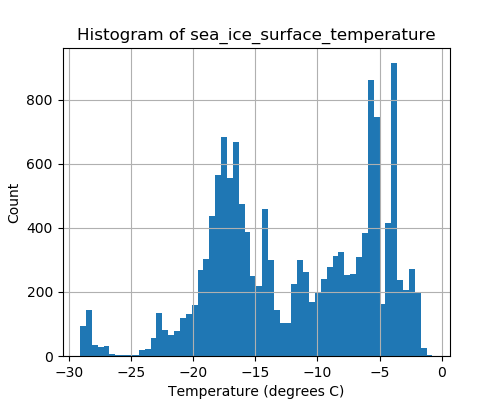 Histogram of sea_ice_surface_temperature
Count
800
600
400
200
0
−30 −25 −20 −15 −10 −5 0
Temperature (degrees C)